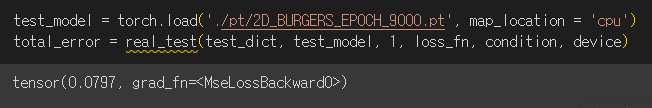 test_model = torch.load('./pt/2D_BURGERS_EPOCH_9000.pt', map_location = 'cpu')
total_error = real_test(test_dict, test_model, 1, loss_fn, condition, device)
tensor(0.0797, grad_fn=<MseLossBackward0>)